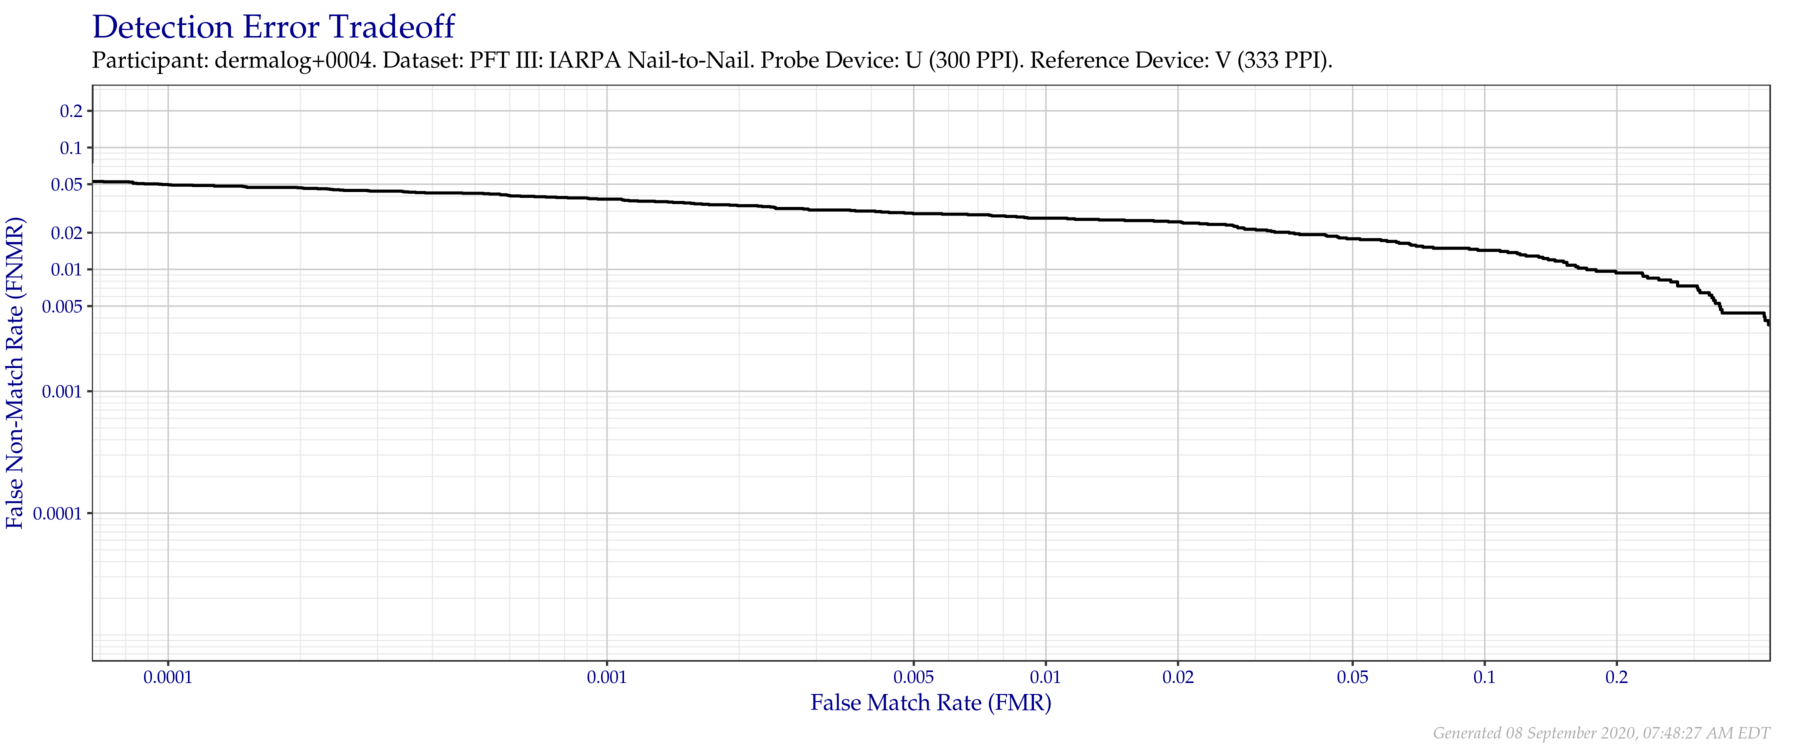 Detection Error Tradeoff
Participant: dermalog+0004. Dataset: PFT III: IARPA Nail-to-Nail. Probe Device: U (300 PPI). Reference Device: V (333 PPI).
False Non-Match Rate (FNMR)
0.2
0.1
0.05
0.02
0.01
0.005
0.001
0.0001
0.0001 0.001 0.005 0.01 0.02 0.05 0.1 0.2
False Match Rate (FMR)
Generated 08 September 2020, 07:48:27 AM EDT